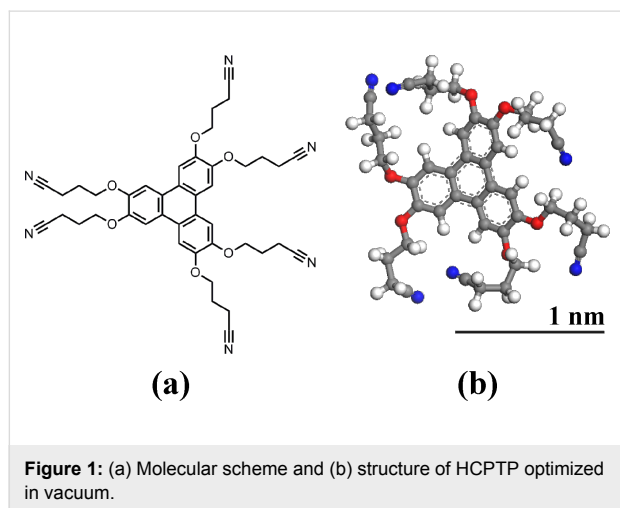 N
O
N
O
N
O
N
O
O
N
O
N
(a)
(b)
1 nm
Figure 1: (a) Molecular scheme and (b) structure of HCPTP optimized
in vacuum.